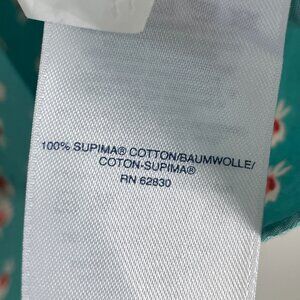 100% SUPIMA® COTTON/BAUMWOLLE/
COTON-SUPIMA®
RN 62830